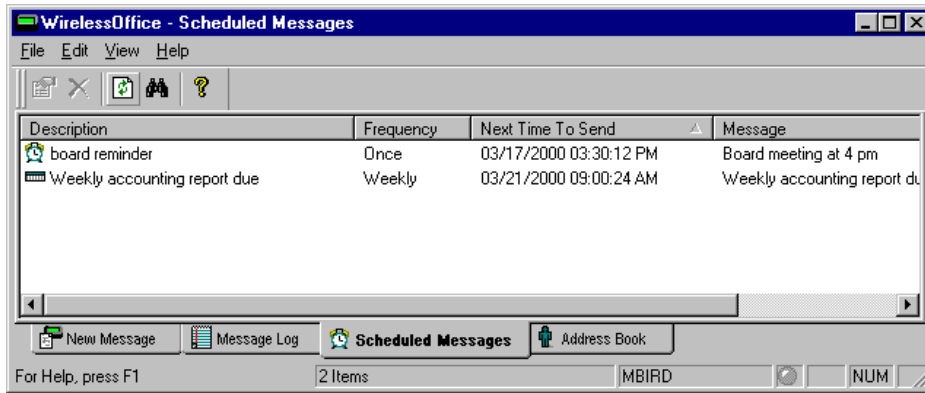 WirelessOffice - Scheduled Messages
File Edit View Help
Description Frequency Next Time To Send Message
board reminder Once 03/17/2000 03:30:12 PM Board meeting at 4 pm
Weekly accounting report due Weekly 03/21/2000 09:00:24 AM Weekly accounting report du
New Message Message Log Scheduled Messages Address Book
For Help, press F1 2 Items MBIRD NUM